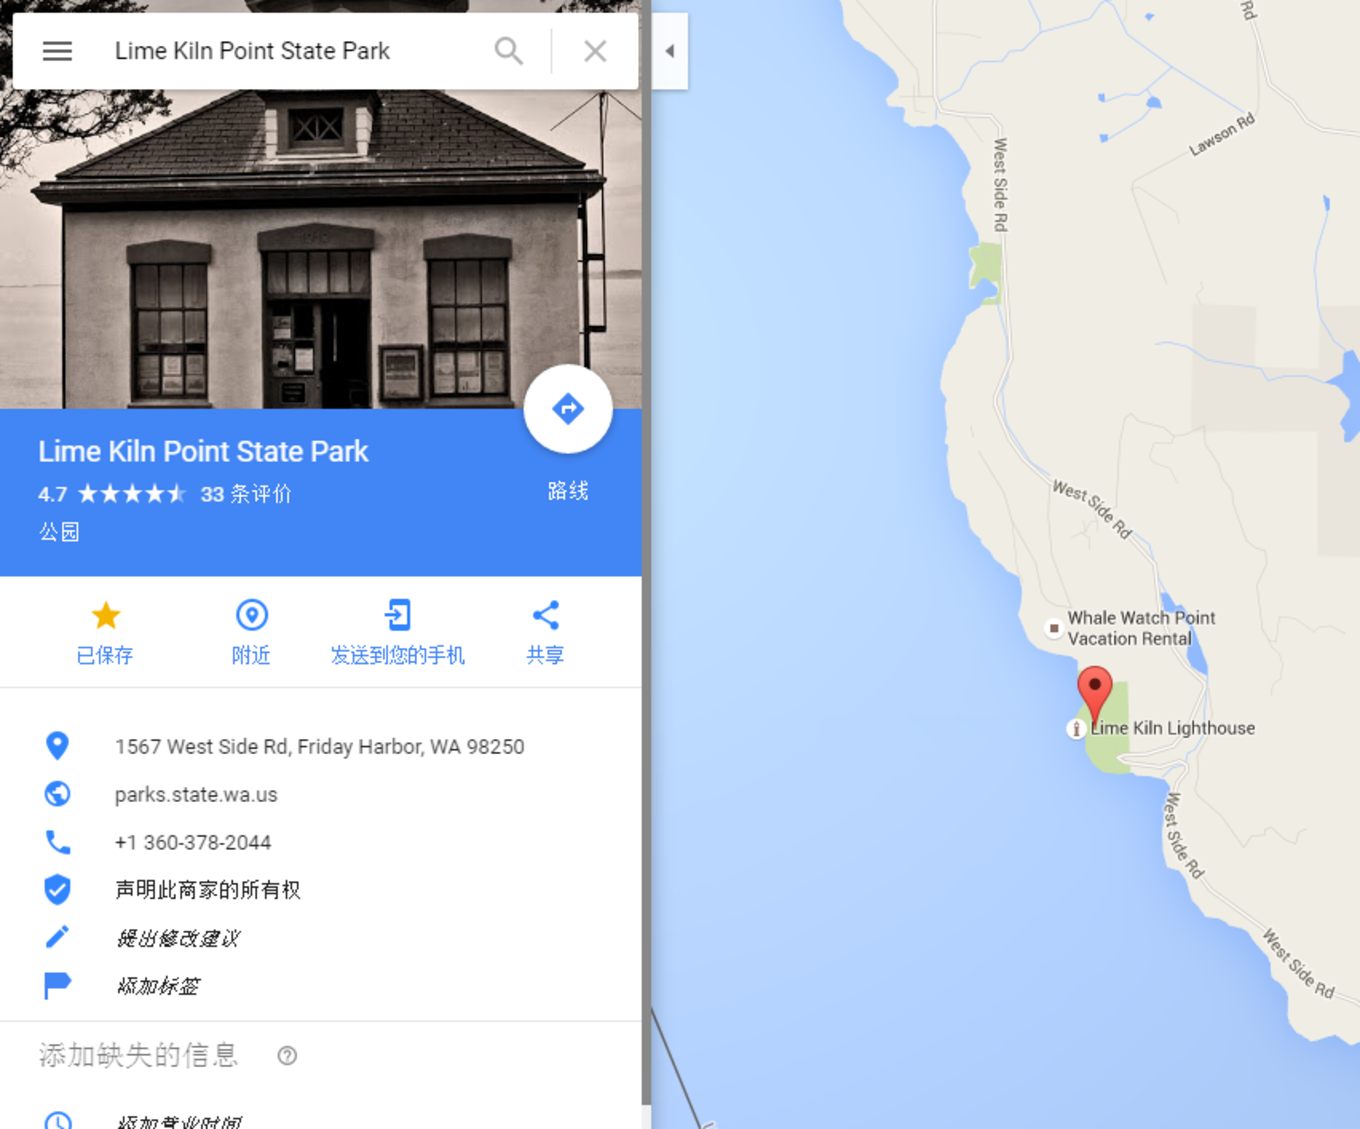 Lime Kiln Point State Park
Lime Kiln Point State Park
4.7 33 条评价
公园
路线
已保存
附近
发送到您的手机
共享
1567 West Side Rd, Friday Harbor, WA 98250
parks.state.wa.us
+1 360-378-2044
声明此商家的所有权
提出修改建议
添加标签
添加缺失的信息
添加营业时间
Rd
Lawson Rd
West Side Rd
West Side Rd
Whale Watch Point
Vacation Rental
Lime Kiln Lighthouse
West Side Rd
West Side Rd